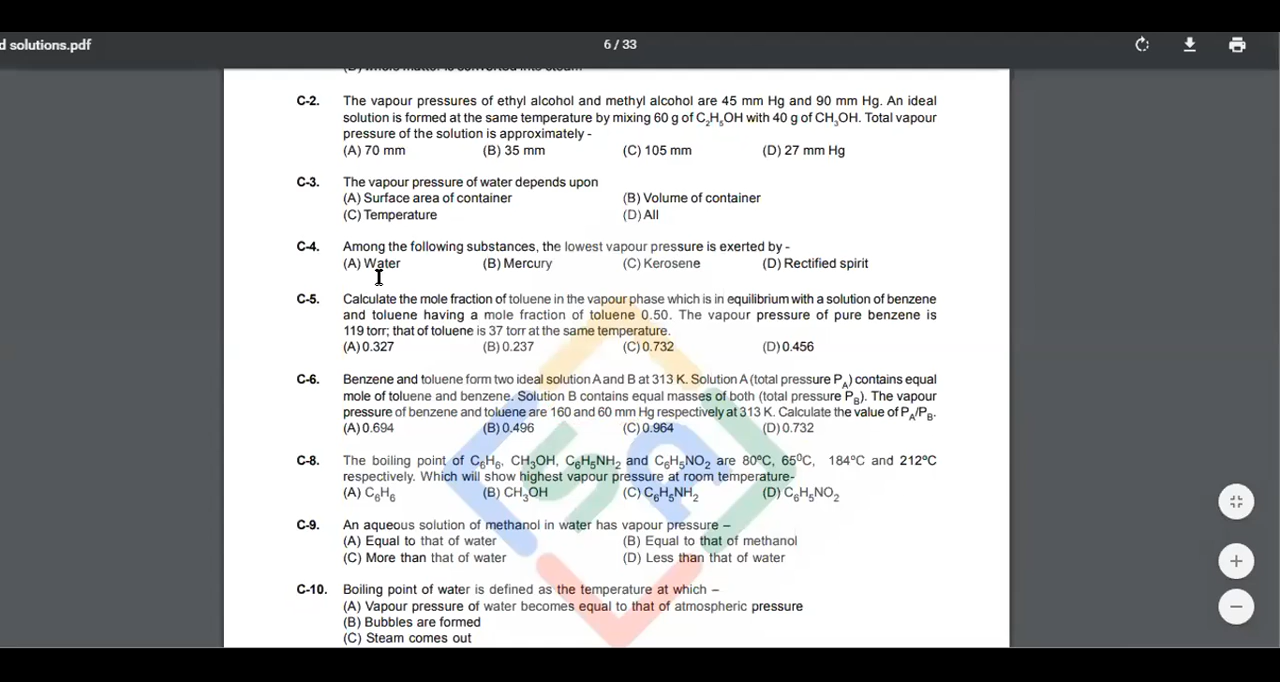 d solutions.pdf
6 / 33
(D) whole matter is converted into steam
C-2. The vapour pressures of ethyl alcohol and methyl alcohol are 45 mm Hg and 90 mm Hg. An ideal
solution is formed at the same temperature by mixing 60 g of C₂H₅OH with 40 g of CH₃OH. Total vapour
pressure of the solution is approximately -
(A) 70 mm (B) 35 mm (C) 105 mm (D) 27 mm Hg
C-3. The vapour pressure of water depends upon
(A) Surface area of container (B) Volume of container
(C) Temperature (D) All
C-4. Among the following substances, the lowest vapour pressure is exerted by -
(A) Water (B) Mercury (C) Kerosene (D) Rectified spirit
C-5. Calculate the mole fraction of toluene in the vapour phase which is in equilibrium with a solution of benzene
and toluene having a mole fraction of toluene 0.50. The vapour pressure of pure benzene is
119 torr; that of toluene is 37 torr at the same temperature.
(A) 0.327 (B) 0.237 (C) 0.732 (D) 0.456
C-6. Benzene and toluene form two ideal solution A and B at 313 K. Solution A (total pressure P_A) contains equal
mole of toluene and benzene. Solution B contains equal masses of both (total pressure P_B). The vapour
pressure of benzene and toluene are 160 and 60 mm Hg respectively at 313 K. Calculate the value of P_A/P_B.
(A) 0.694 (B) 0.496 (C) 0.964 (D) 0.732
C-8. The boiling point of C₆H₆, CH₃OH, C₆H₅NH₂ and C₆H₅NO₂ are 80ºC, 65⁰C, 184ºC and 212ºC
respectively. Which will show highest vapour pressure at room temperature-
(A) C₆H₆ (B) CH₃OH (C) C₆H₅NH₂ (D) C₆H₅NO₂
C-9. An aqueous solution of methanol in water has vapour pressure –
(A) Equal to that of water (B) Equal to that of methanol
(C) More than that of water (D) Less than that of water
C-10. Boiling point of water is defined as the temperature at which –
(A) Vapour pressure of water becomes equal to that of atmospheric pressure
(B) Bubbles are formed
(C) Steam comes out